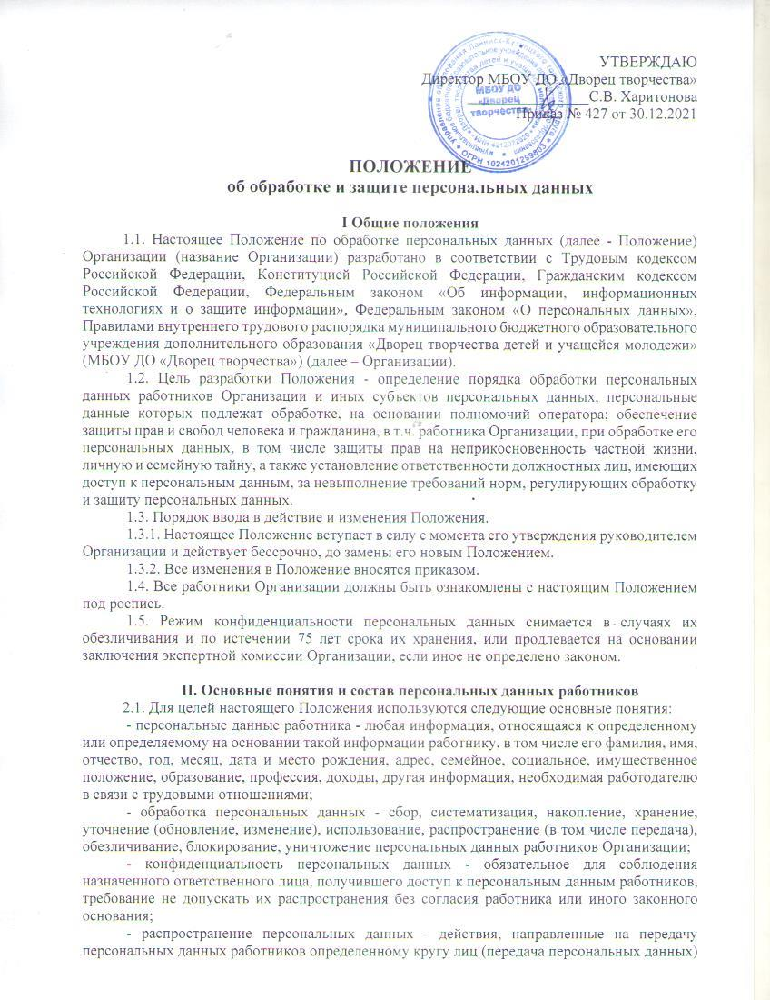 УТВЕРЖДАЮ
Директор МБОУ ДО «Дворец творчества»
С.В. Харитонова
Приказ № 427 от 30.12.2021
МБОУ ДО
«Дворец
творчества»
ОГРН 1024201299803
ПОЛОЖЕНИЕ
об обработке и защите персональных данных
I Общие положения
1.1. Настоящее Положение по обработке персональных данных (далее - Положение)
Организации (название Организации) разработано в соответствии с Трудовым кодексом
Российской Федерации, Конституцией Российской Федерации, Гражданским кодексом
Российской Федерации, Федеральным законом «Об информации, информационных
технологиях и о защите информации», Федеральным законом «О персональных данных»,
Правилами внутреннего трудового распорядка муниципального бюджетного образовательного
учреждения дополнительного образования «Дворец творчества детей и учащейся молодежи»
(МБОУ ДО «Дворец творчества») (далее – Организации).
1.2. Цель разработки Положения - определение порядка обработки персональных
данных работников Организации и иных субъектов персональных данных, персональные
данные которых подлежат обработке, на основании полномочий оператора; обеспечение
защиты прав и свобод человека и гражданина, в т.ч. работника Организации, при обработке его
персональных данных, в том числе защиты прав на неприкосновенность частной жизни,
личную и семейную тайну, а также установление ответственности должностных лиц, имеющих
доступ к персональным данным, за невыполнение требований норм, регулирующих обработку
и защиту персональных данных.
1.3. Порядок ввода в действие и изменения Положения.
1.3.1. Настоящее Положение вступает в силу с момента его утверждения руководителем
Организации и действует бессрочно, до замены его новым Положением.
1.3.2. Все изменения в Положение вносятся приказом.
1.4. Все работники Организации должны быть ознакомлены с настоящим Положением
под роспись.
1.5. Режим конфиденциальности персональных данных снимается в случаях их
обезличивания и по истечении 75 лет срока их хранения, или продлевается на основании
заключения экспертной комиссии Организации, если иное не определено законом.
II. Основные понятия и состав персональных данных работников
2.1. Для целей настоящего Положения используются следующие основные понятия:
- персональные данные работника - любая информация, относящаяся к определенному
или определяемому на основании такой информации работнику, в том числе его фамилия, имя,
отчество, год, месяц, дата и место рождения, адрес, семейное, социальное, имущественное
положение, образование, профессия, доходы, другая информация, необходимая работодателю
в связи с трудовыми отношениями;
- обработка персональных данных - сбор, систематизация, накопление, хранение,
уточнение (обновление, изменение), использование, распространение (в том числе передача),
обезличивание, блокирование, уничтожение персональных данных работников Организации;
- конфиденциальность персональных данных - обязательное для соблюдения
назначенного ответственного лица, получившего доступ к персональным данным работников,
требование не допускать их распространения без согласия работника или иного законного
основания;
- распространение персональных данных - действия, направленные на передачу
персональных данных работников определенному кругу лиц (передача персональных данных)